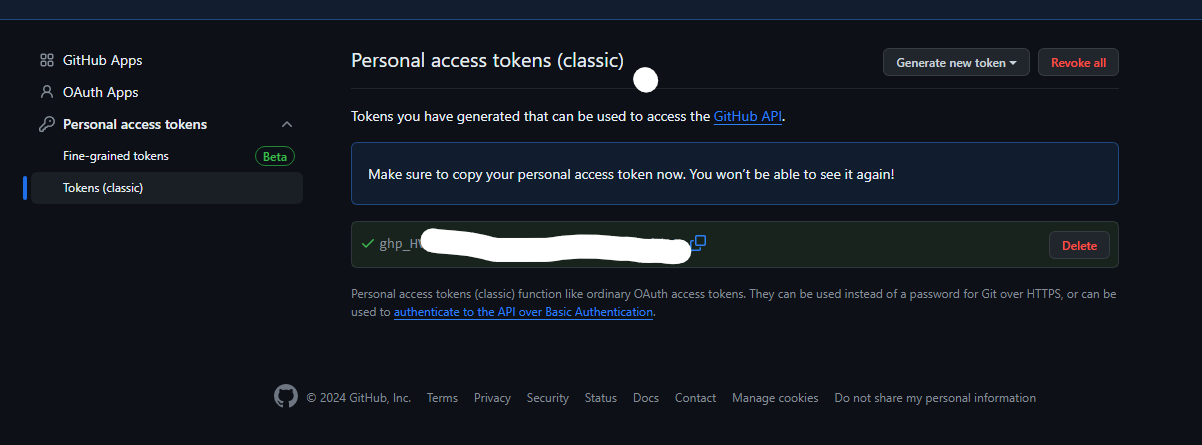 GitHub Apps
OAuth Apps
Personal access tokens
Fine-grained tokens Beta
Tokens (classic)
Personal access tokens (classic)
Generate new token Revoke all
Tokens you have generated that can be used to access the GitHub API.
Make sure to copy your personal access token now. You won't be able to see it again!
ghp_H
Delete
Personal access tokens (classic) function like ordinary OAuth access tokens. They can be used instead of a password for Git over HTTPS, or can be
used to authenticate to the API over Basic Authentication.
© 2024 GitHub, Inc. Terms Privacy Security Status Docs Contact Manage cookies Do not share my personal information